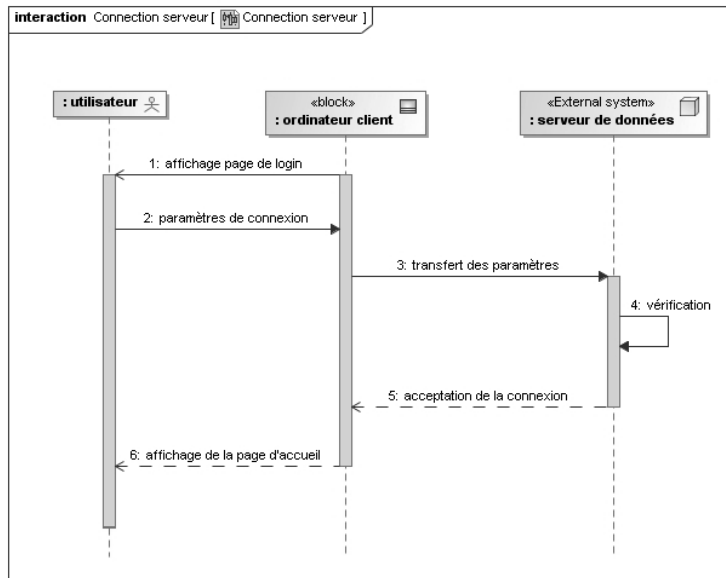 interaction Connection serveur [ Connection serveur ]
: utilisateur
«block»
: ordinateur client
«External system»
: serveur de données
1: affichage page de login
2: paramètres de connexion
3: transfert des paramètres
4: vérification
5: acceptation de la connexion
6: affichage de la page d'accueil